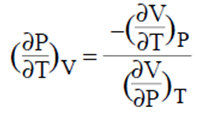 (∂P/∂T)_V = −(∂V/∂T)_P / (∂V/∂P)_T